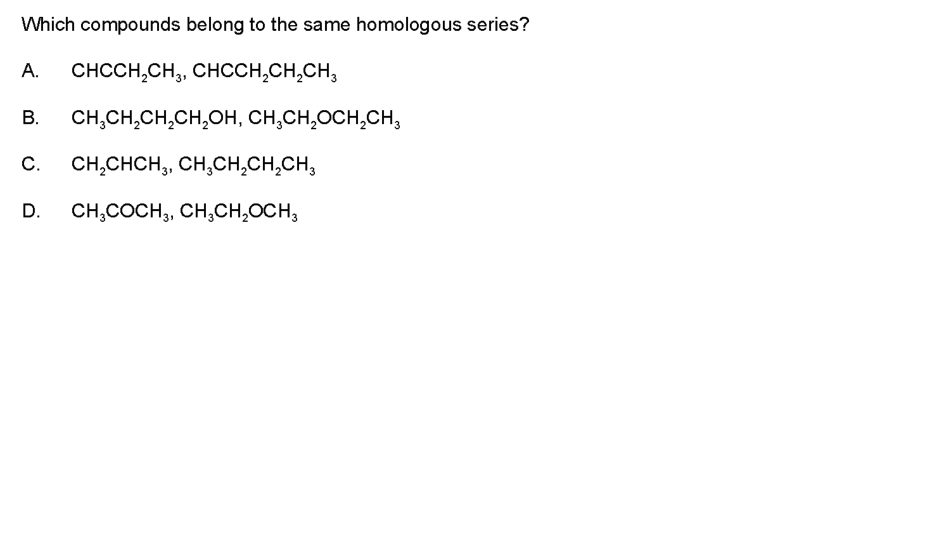 Which compounds belong to the same homologous series?
A. CHCCH₂CH₃, CHCCH₂CH₂CH₃
B. CH₃CH₂CH₂CH₂OH, CH₃CH₂OCH₂CH₃
C. CH₂CHCH₃, CH₃CH₂CH₂CH₃
D. CH₃COCH₃, CH₃CH₂OCH₃